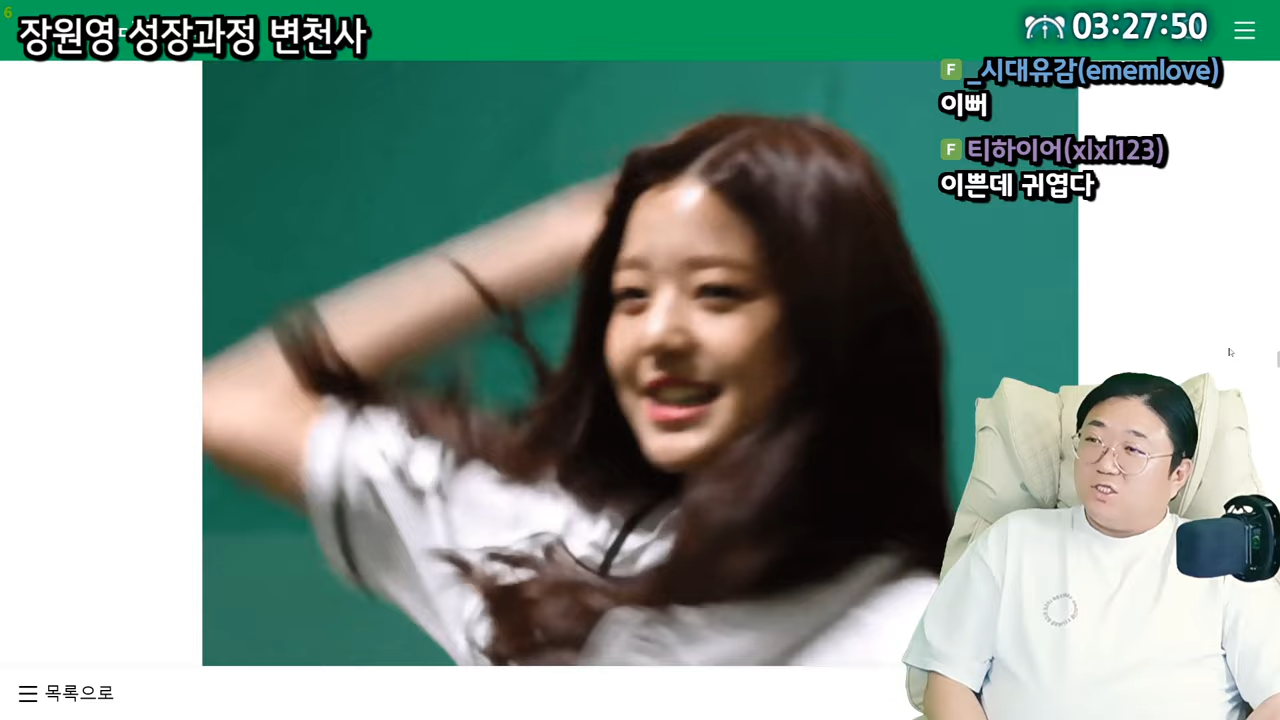 6
장원영 성장과정 변천사
03:27:50
F _시대유감(ememlove)
이뻐
F 티하이어(xlxl123)
이쁜데 귀엽다
목록으로